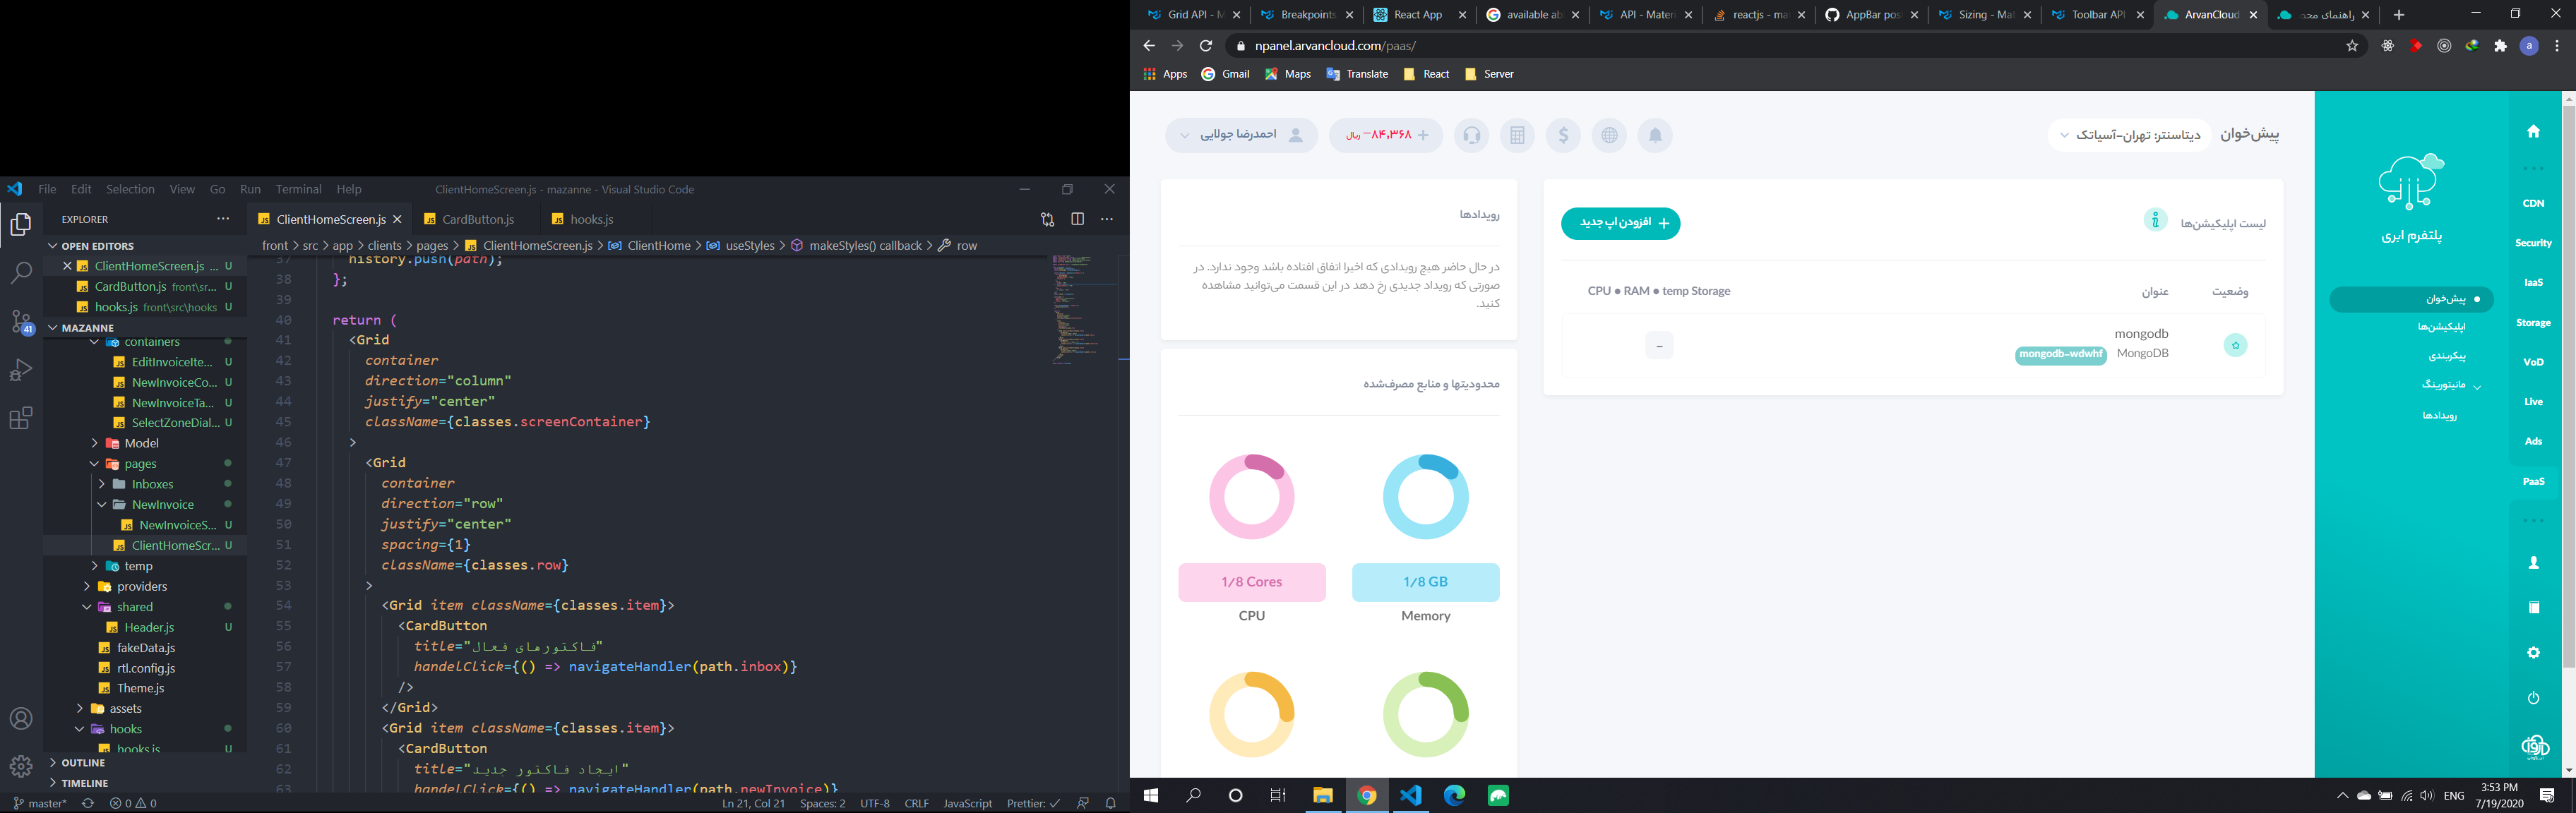 File Edit Selection View Go Run Terminal Help
ClientHomeScreen.js - mazanne - Visual Studio Code
EXPLORER
OPEN EDITORS
ClientHomeScreen.js ... U
CardButton.js front\sr... U
hooks.js front\src\hooks U
MAZANNE
containers
EditInvoiceIte... U
NewInvoiceCo... U
NewInvoiceTa... U
SelectZoneDial... U
Model
pages
Inboxes
NewInvoice
NewInvoiceS... U
ClientHomeScr... U
temp
providers
shared
Header.js U
fakeData.js
rtl.config.js
Theme.js
assets
hooks
hooks.js U
OUTLINE
TIMELINE
41
ClientHomeScreen.js CardButton.js hooks.js
front > src > app > clients > pages > ClientHomeScreen.js > ClientHome > useStyles > makeStyles() callback > row
37 history.push(path);
38 };
39
40 return (
41 <Grid
42 container
43 direction="column"
44 justify="center"
45 className={classes.screenContainer}
46 >
47 <Grid
48 container
49 direction="row"
50 justify="center"
51 spacing={1}
52 className={classes.row}
53 >
54 <Grid item className={classes.item}>
55 <CardButton
56 title="فاکتورهای فعال"
57 handelClick={() => navigateHandler(path.inbox)}
58 />
59 </Grid>
60 <Grid item className={classes.item}>
61 <CardButton
62 title="ایجاد فاکتور جدید"
63 handelClick={() => navigateHandler(path.newInvoice)}
master* 0 0 Ln 21, Col 21 Spaces: 2 UTF-8 CRLF JavaScript Prettier: ✓
Grid API - M Breakpoints React App available ab API - Materi reactjs - ma AppBar pos Sizing - Mat Toolbar API ArvanCloud راهنمای محد
npanel.arvancloud.com/paas/
a
Apps Gmail Maps Translate React Server
پیش‌خوان
دیتاسنتر: تهران-آسیاتک
-۸۴,۳۶۸ ریال
احمدرضا جولایی
لیست اپلیکیشن‌ها
افزودن اپ جدید +
وضعیت عنوان CPU ● RAM ● temp Storage
mongodb
MongoDB mongodb-wdwhf
-
رویدادها
در حال حاضر هیچ رویدادی که اخیرا اتفاق افتاده باشد وجود ندارد. در
صورتی که رویداد جدیدی رخ دهد در این قسمت می‌توانید مشاهده
کنید.
محدودیتها و منابع مصرف‌شده
1/8 Cores
CPU
1/8 GB
Memory
پلتفرم ابری
پیش‌خوان
اپلیکیشن‌ها
پیکربندی
مانیتورینگ
رویدادها
CDN
Security
IaaS
Storage
VoD
Live
Ads
PaaS
ENG
3:53 PM
7/19/2020